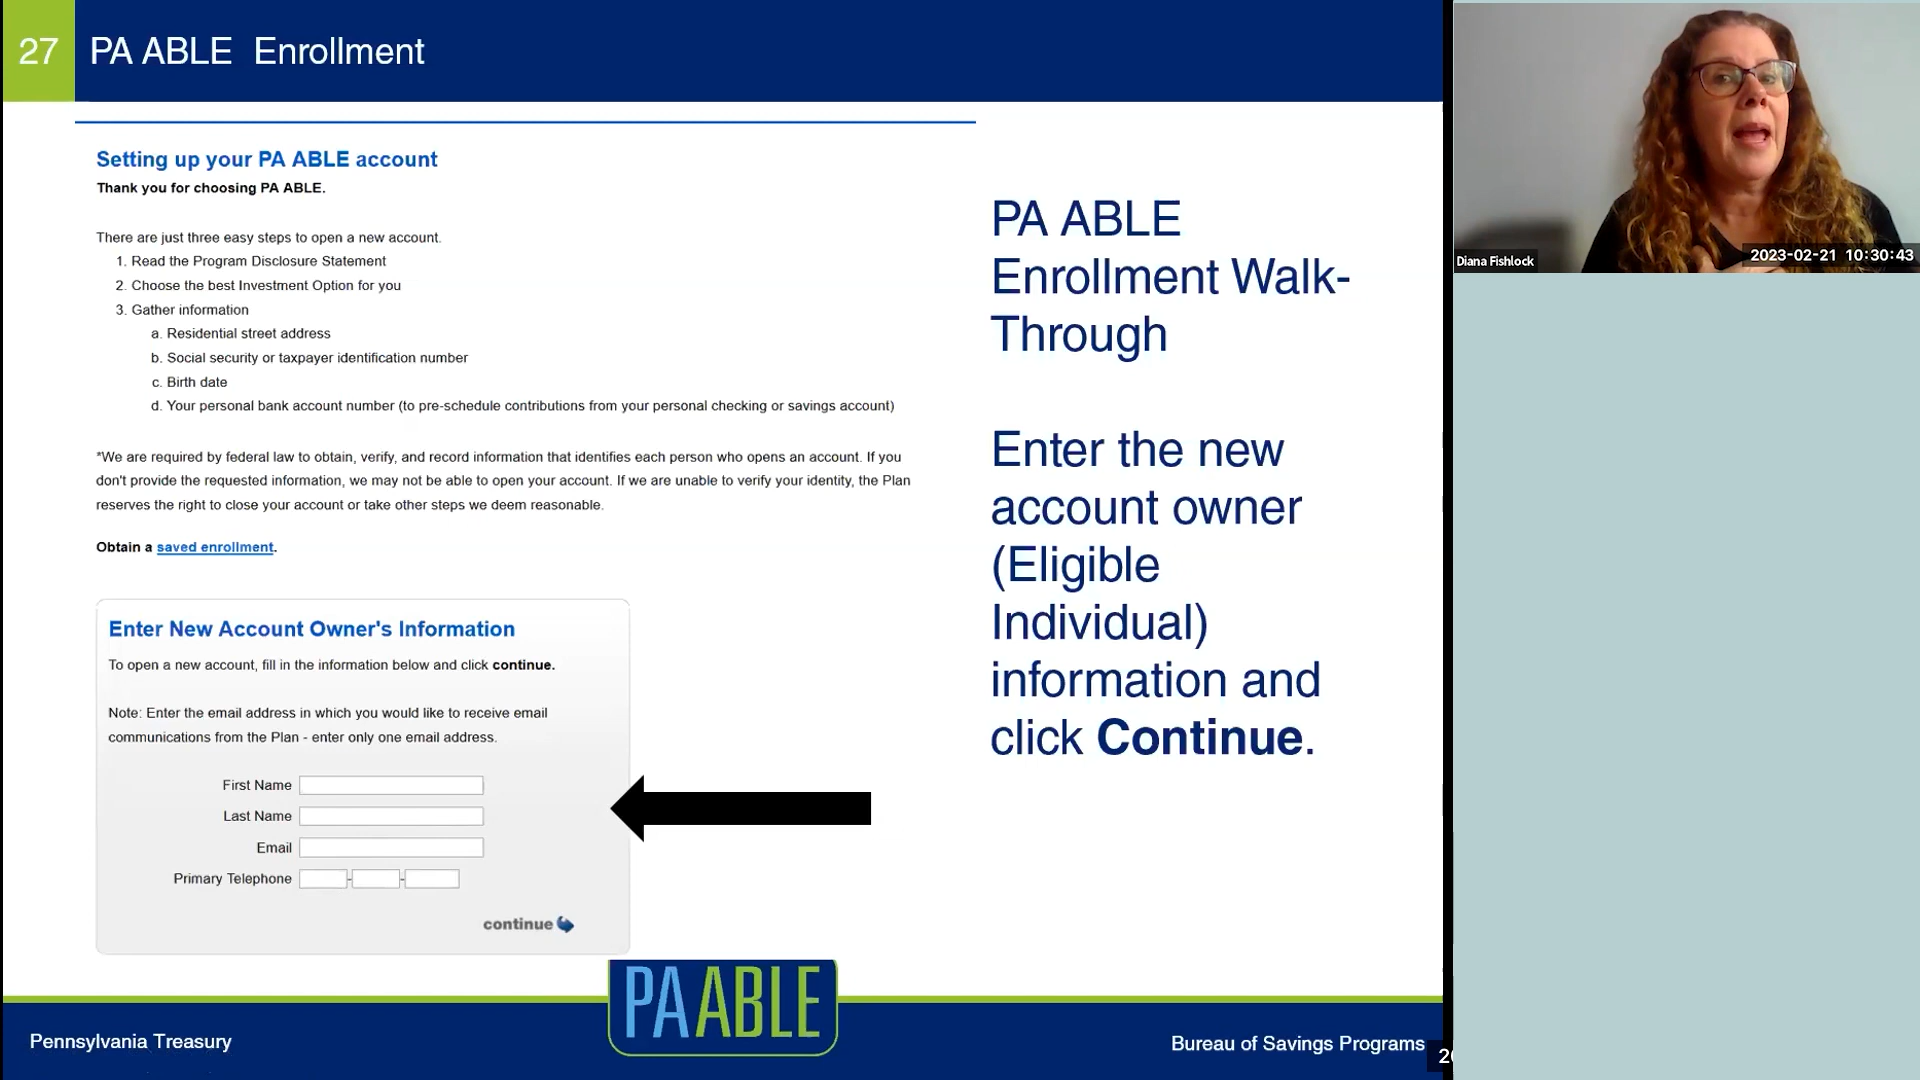 27
PA ABLE Enrollment
Setting up your PA ABLE account
Thank you for choosing PA ABLE.
There are just three easy steps to open a new account.
1. Read the Program Disclosure Statement
2. Choose the best Investment Option for you
3. Gather information
a. Residential street address
b. Social security or taxpayer identification number
c. Birth date
d. Your personal bank account number (to pre-schedule contributions from your personal checking or savings account)
*We are required by federal law to obtain, verify, and record information that identifies each person who opens an account. If you
don't provide the requested information, we may not be able to open your account. If we are unable to verify your identity, the Plan
reserves the right to close your account or take other steps we deem reasonable.
Obtain a saved enrollment.
Enter New Account Owner's Information
To open a new account, fill in the information below and click continue.
Note: Enter the email address in which you would like to receive email
communications from the Plan - enter only one email address.
First Name
Last Name
Email
Primary Telephone
continue
PA ABLE
Enrollment Walk-
Through
Enter the new
account owner
(Eligible
Individual)
information and
click Continue.
Pennsylvania Treasury
PA ABLE
Bureau of Savings Programs
Diana Fishlock
2023-02-21 10:30:43